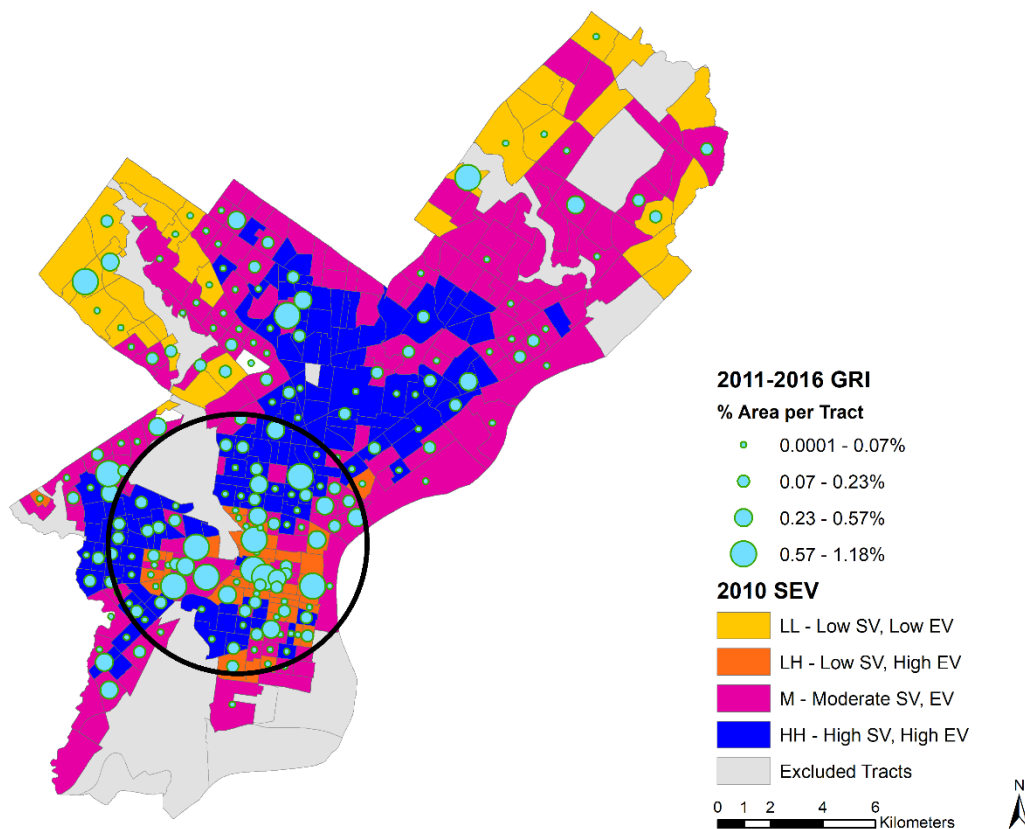 2011-2016 GRI
% Area per Tract
0.0001 - 0.07%
0.07 - 0.23%
0.23 - 0.57%
0.57 - 1.18%
2010 SEV
LL - Low SV, Low EV
LH - Low SV, High EV
M - Moderate SV, EV
HH - High SV, High EV
Excluded Tracts
0 1 2 4 6
Kilometers
N